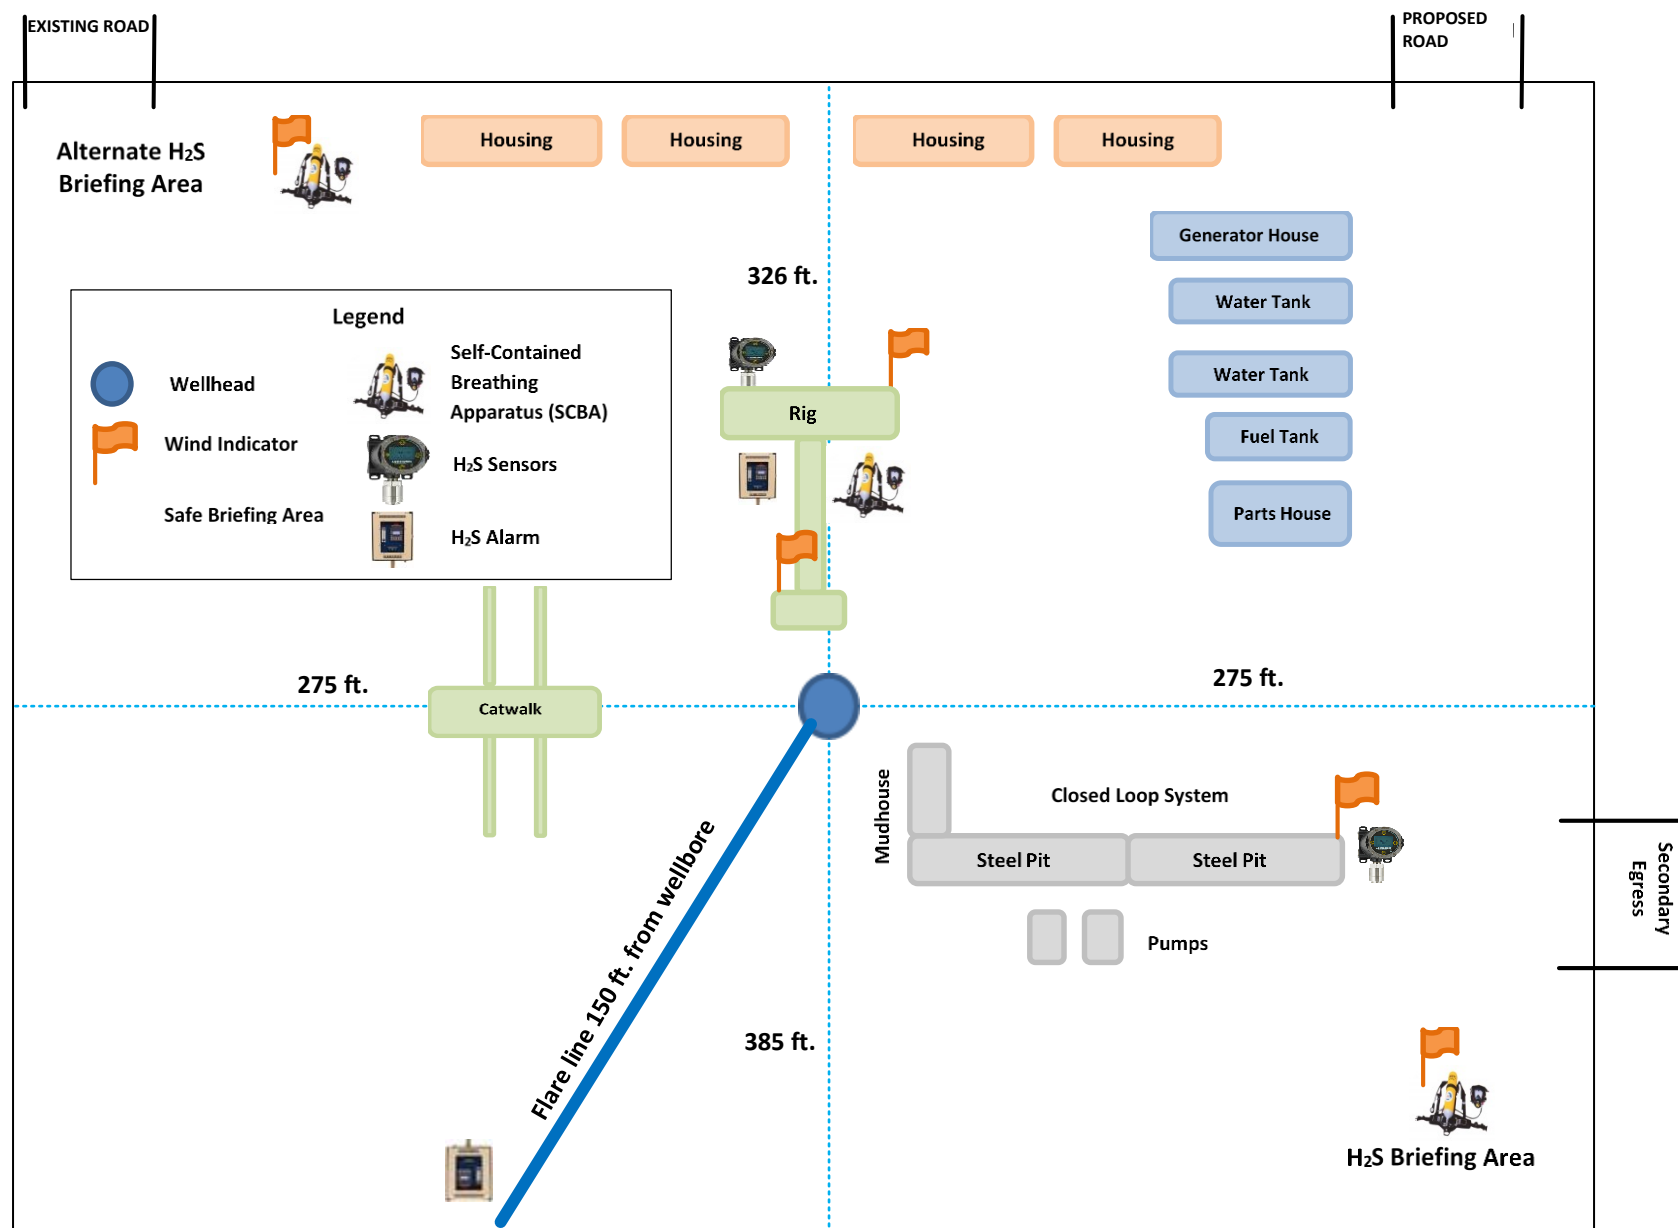 EXISTING ROAD
PROPOSED
ROAD
Alternate H₂S
Briefing Area
Housing
Housing
Housing
Housing
Generator House
326 ft.
Water Tank
Legend
Self-Contained
Breathing
Apparatus (SCBA)
Wellhead
Water Tank
Rig
Wind Indicator
Fuel Tank
H₂S Sensors
Safe Briefing Area
Parts House
H₂S Alarm
275 ft.
275 ft.
Catwalk
Mudhouse
Closed Loop System
Steel Pit
Steel Pit
Secondary
Egress
Pumps
Flare line 150 ft. from wellbore
385 ft.
H₂S Briefing Area